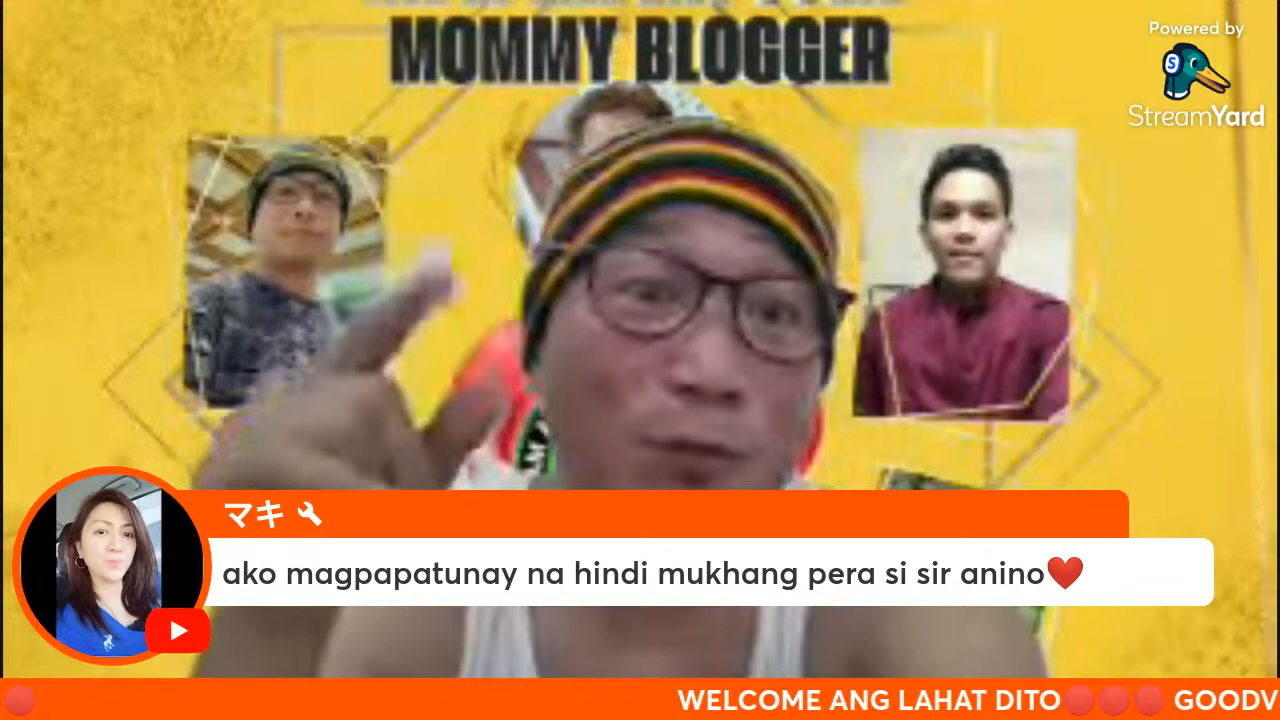 MOMMY BLOGGER
Powered by
StreamYard
マキ
ako magpapatunay na hindi mukhang pera si sir anino❤️
WELCOME ANG LAHAT DITO🔴🔴🔴 GOODV